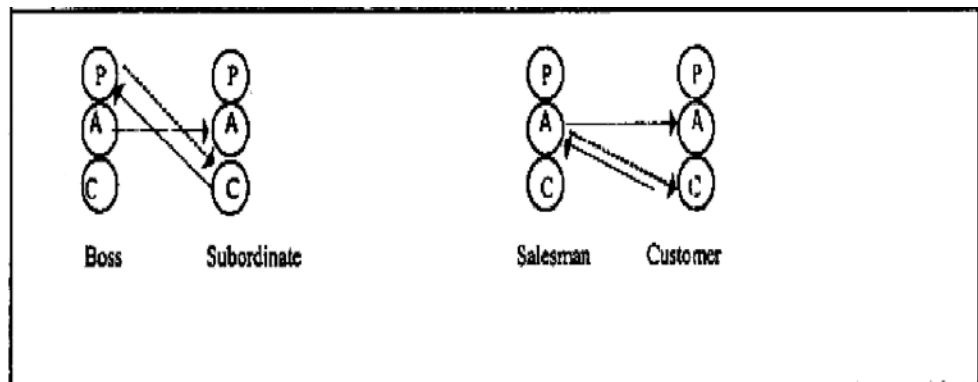 P P P P
A A A A
C C C C
Boss Subordinate Salesman Customer